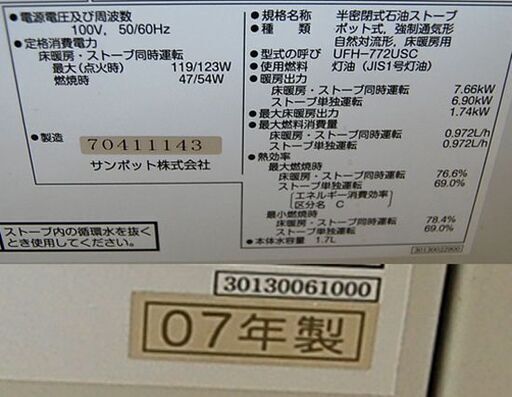 ●電源電圧及び周波数
100V, 50/60Hz
●定格消費電力
床暖房・ストーブ同時運転
最大(点火時) 119/123W
燃焼時 47/54W
●製造 70411143
サンポット株式会社
ストーブ内の循環水を抜く
とき使用してください。
●規格名称 半密閉式石油ストーブ
●種類 ポット式, 強制通気形
自然対流形, 床暖房用
●型式の呼び UFH-772USC
●使用燃料 灯油(JIS1号灯油)
●暖房出力
床暖房・ストーブ同時運転 7.66kW
ストーブ単独運転 6.90kW
●最大床暖房出力 1.74kW
●最大燃料消費量
床暖房・ストーブ同時運転 0.972L/h
ストーブ単独運転 0.972L/h
●熱効率
最大燃焼時
床暖房・ストーブ同時運転 76.6%
ストーブ単独運転 69.0%
エネルギー消費効率
区分名 C
最小燃焼時
床暖房・ストーブ同時運転 78.4%
ストーブ単独運転 69.0%
●本体水容量 1.7L
30130022900
30130061000
07年製